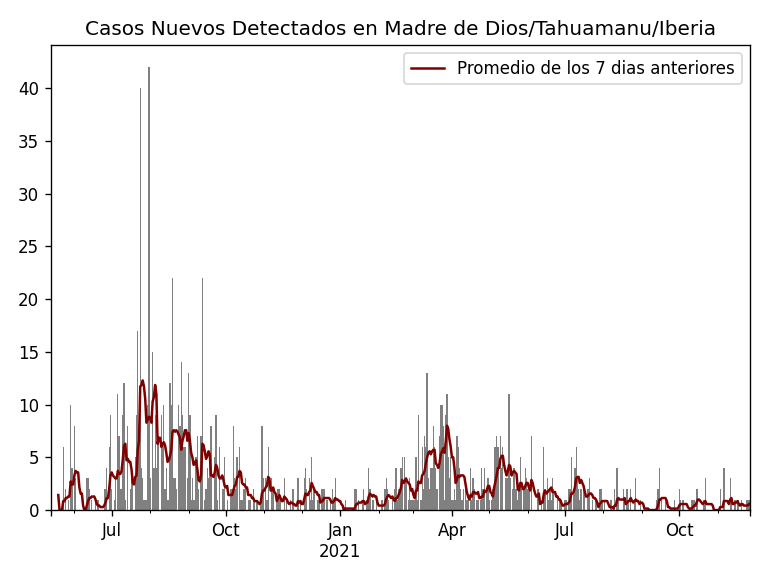 Casos Nuevos Detectados en Madre de Dios/Tahuamanu/Iberia
Promedio de los 7 dias anteriores
40
35
30
25
20
15
10
5
0
Jul
Oct
Jan
2021
Apr
Jul
Oct